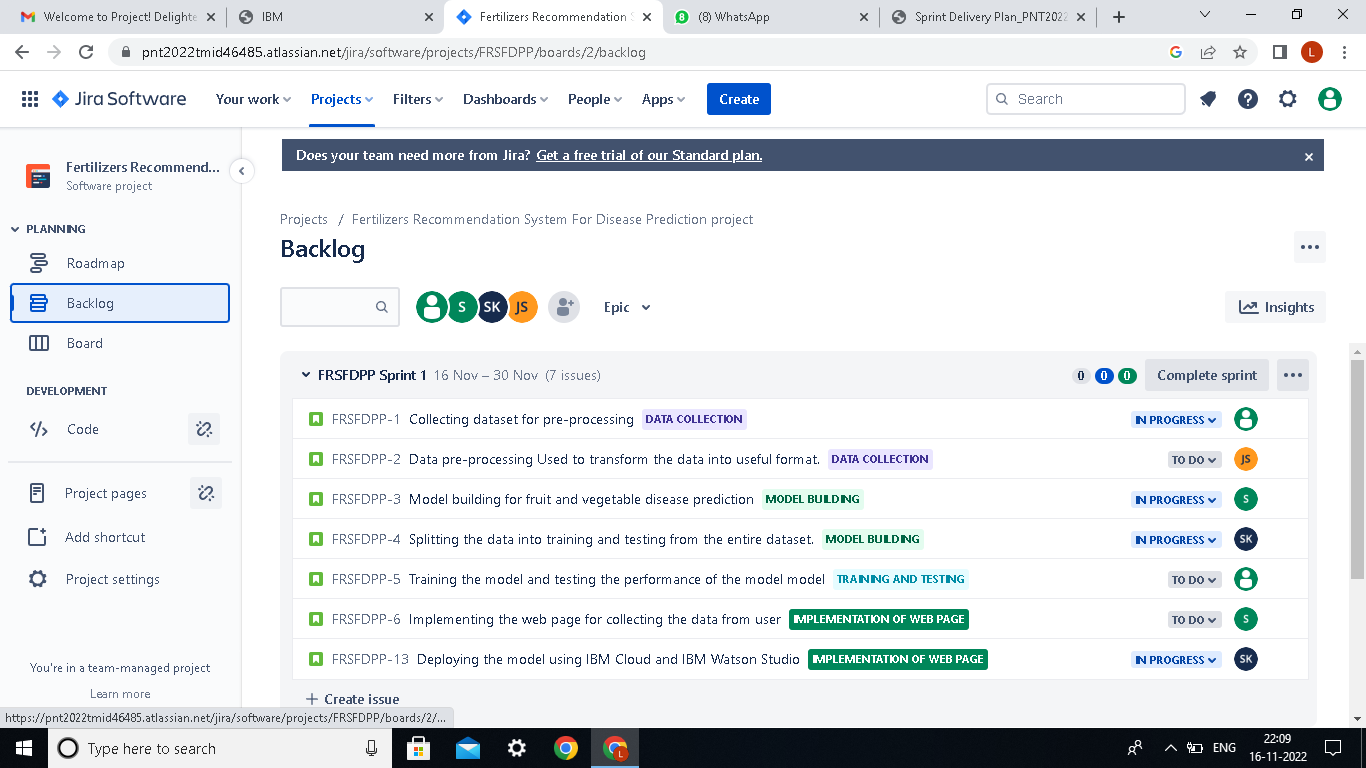 Welcome to Project! Delighte
IBM
Fertilizers Recommendation S
(8) WhatsApp
Sprint Delivery Plan_PNT2022
pnt2022tmid46485.atlassian.net/jira/software/projects/FRSFDPP/boards/2/backlog
L
Jira Software
Your work
Projects
Filters
Dashboards
People
Apps
Create
Search
Does your team need more from Jira? Get a free trial of our Standard plan.
Fertilizers Recommend...
Software project
PLANNING
Roadmap
Backlog
Board
DEVELOPMENT
Code
Project pages
Add shortcut
Project settings
You're in a team-managed project
Learn more
Projects / Fertilizers Recommendation System For Disease Prediction project
Backlog
S SK JS
Epic
Insights
FRSFDPP Sprint 1 16 Nov – 30 Nov (7 issues)
0 0 0 Complete sprint
FRSFDPP-1 Collecting dataset for pre-processing DATA COLLECTION IN PROGRESS
FRSFDPP-2 Data pre-processing Used to transform the data into useful format. DATA COLLECTION TO DO JS
FRSFDPP-3 Model building for fruit and vegetable disease prediction MODEL BUILDING IN PROGRESS S
FRSFDPP-4 Splitting the data into training and testing from the entire dataset. MODEL BUILDING IN PROGRESS SK
FRSFDPP-5 Training the model and testing the performance of the model model TRAINING AND TESTING TO DO
FRSFDPP-6 Implementing the web page for collecting the data from user IMPLEMENTATION OF WEB PAGE TO DO S
FRSFDPP-13 Deploying the model using IBM Cloud and IBM Watson Studio IMPLEMENTATION OF WEB PAGE IN PROGRESS SK
+ Create issue
https://pnt2022tmid46485.atlassian.net/jira/software/projects/FRSFDPP/boards/2/...
Type here to search
L
ENG
22:09
16-11-2022